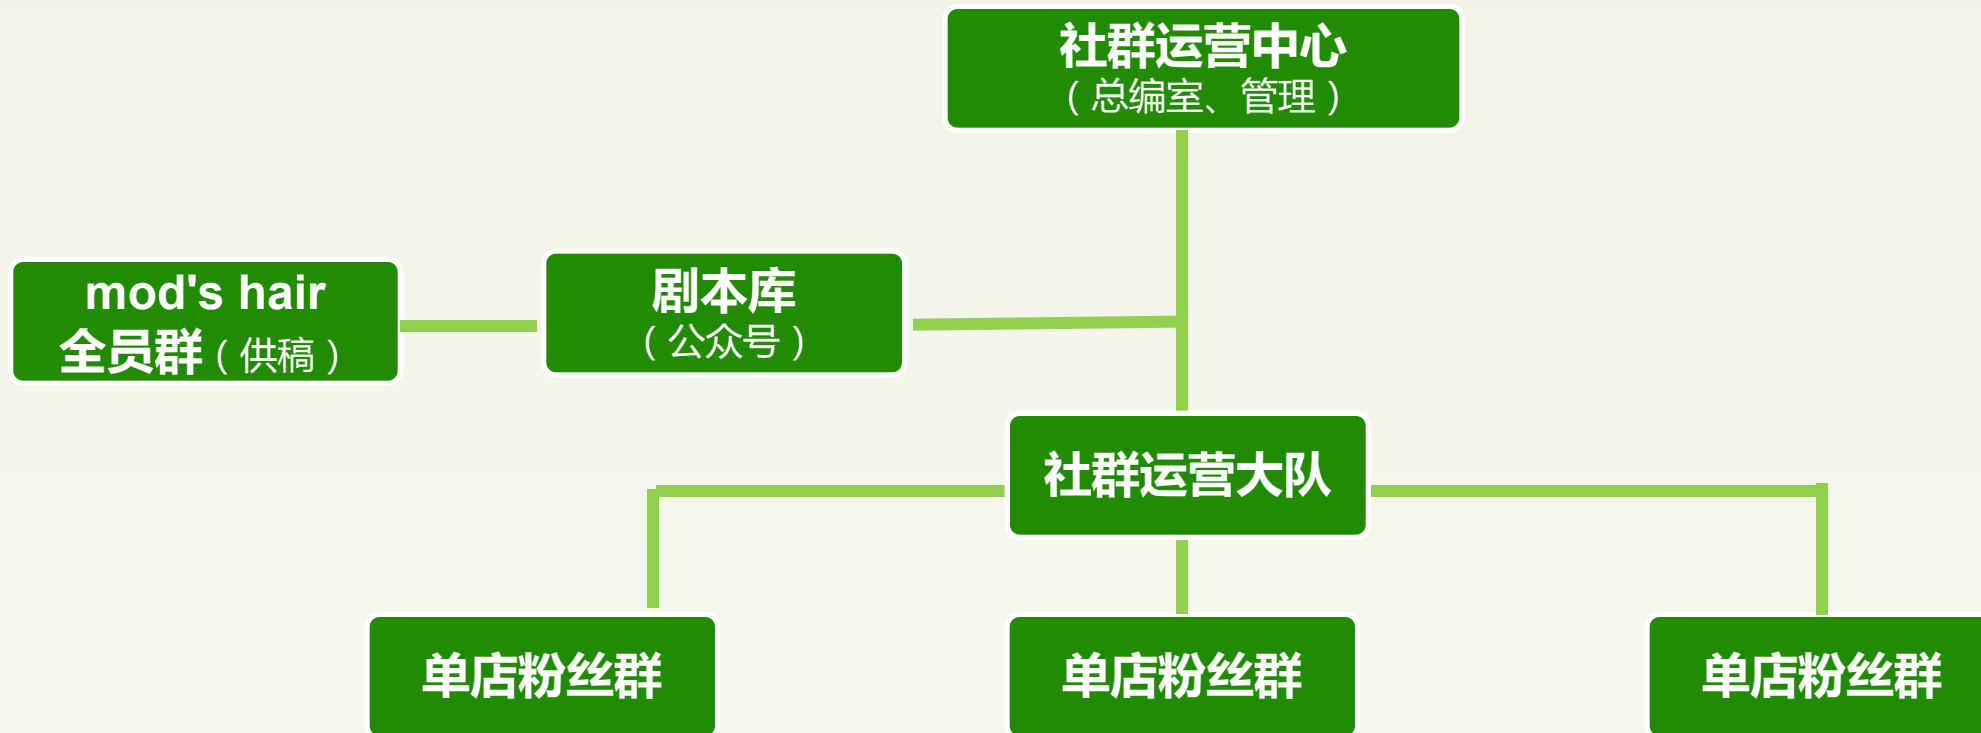 社群运营中心
（总编室、管理）
mod's hair
全员群（供稿）
剧本库
（公众号）
社群运营大队
单店粉丝群
单店粉丝群
单店粉丝群